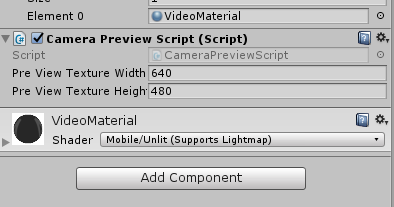 Element 0 VideoMaterial
Camera Preview Script (Script)
Script CameraPreviewScript
Pre View Texture Width 640
Pre View Texture Heigh 480
VideoMaterial
Shader Mobile/Unlit (Supports Lightmap)
Add Component